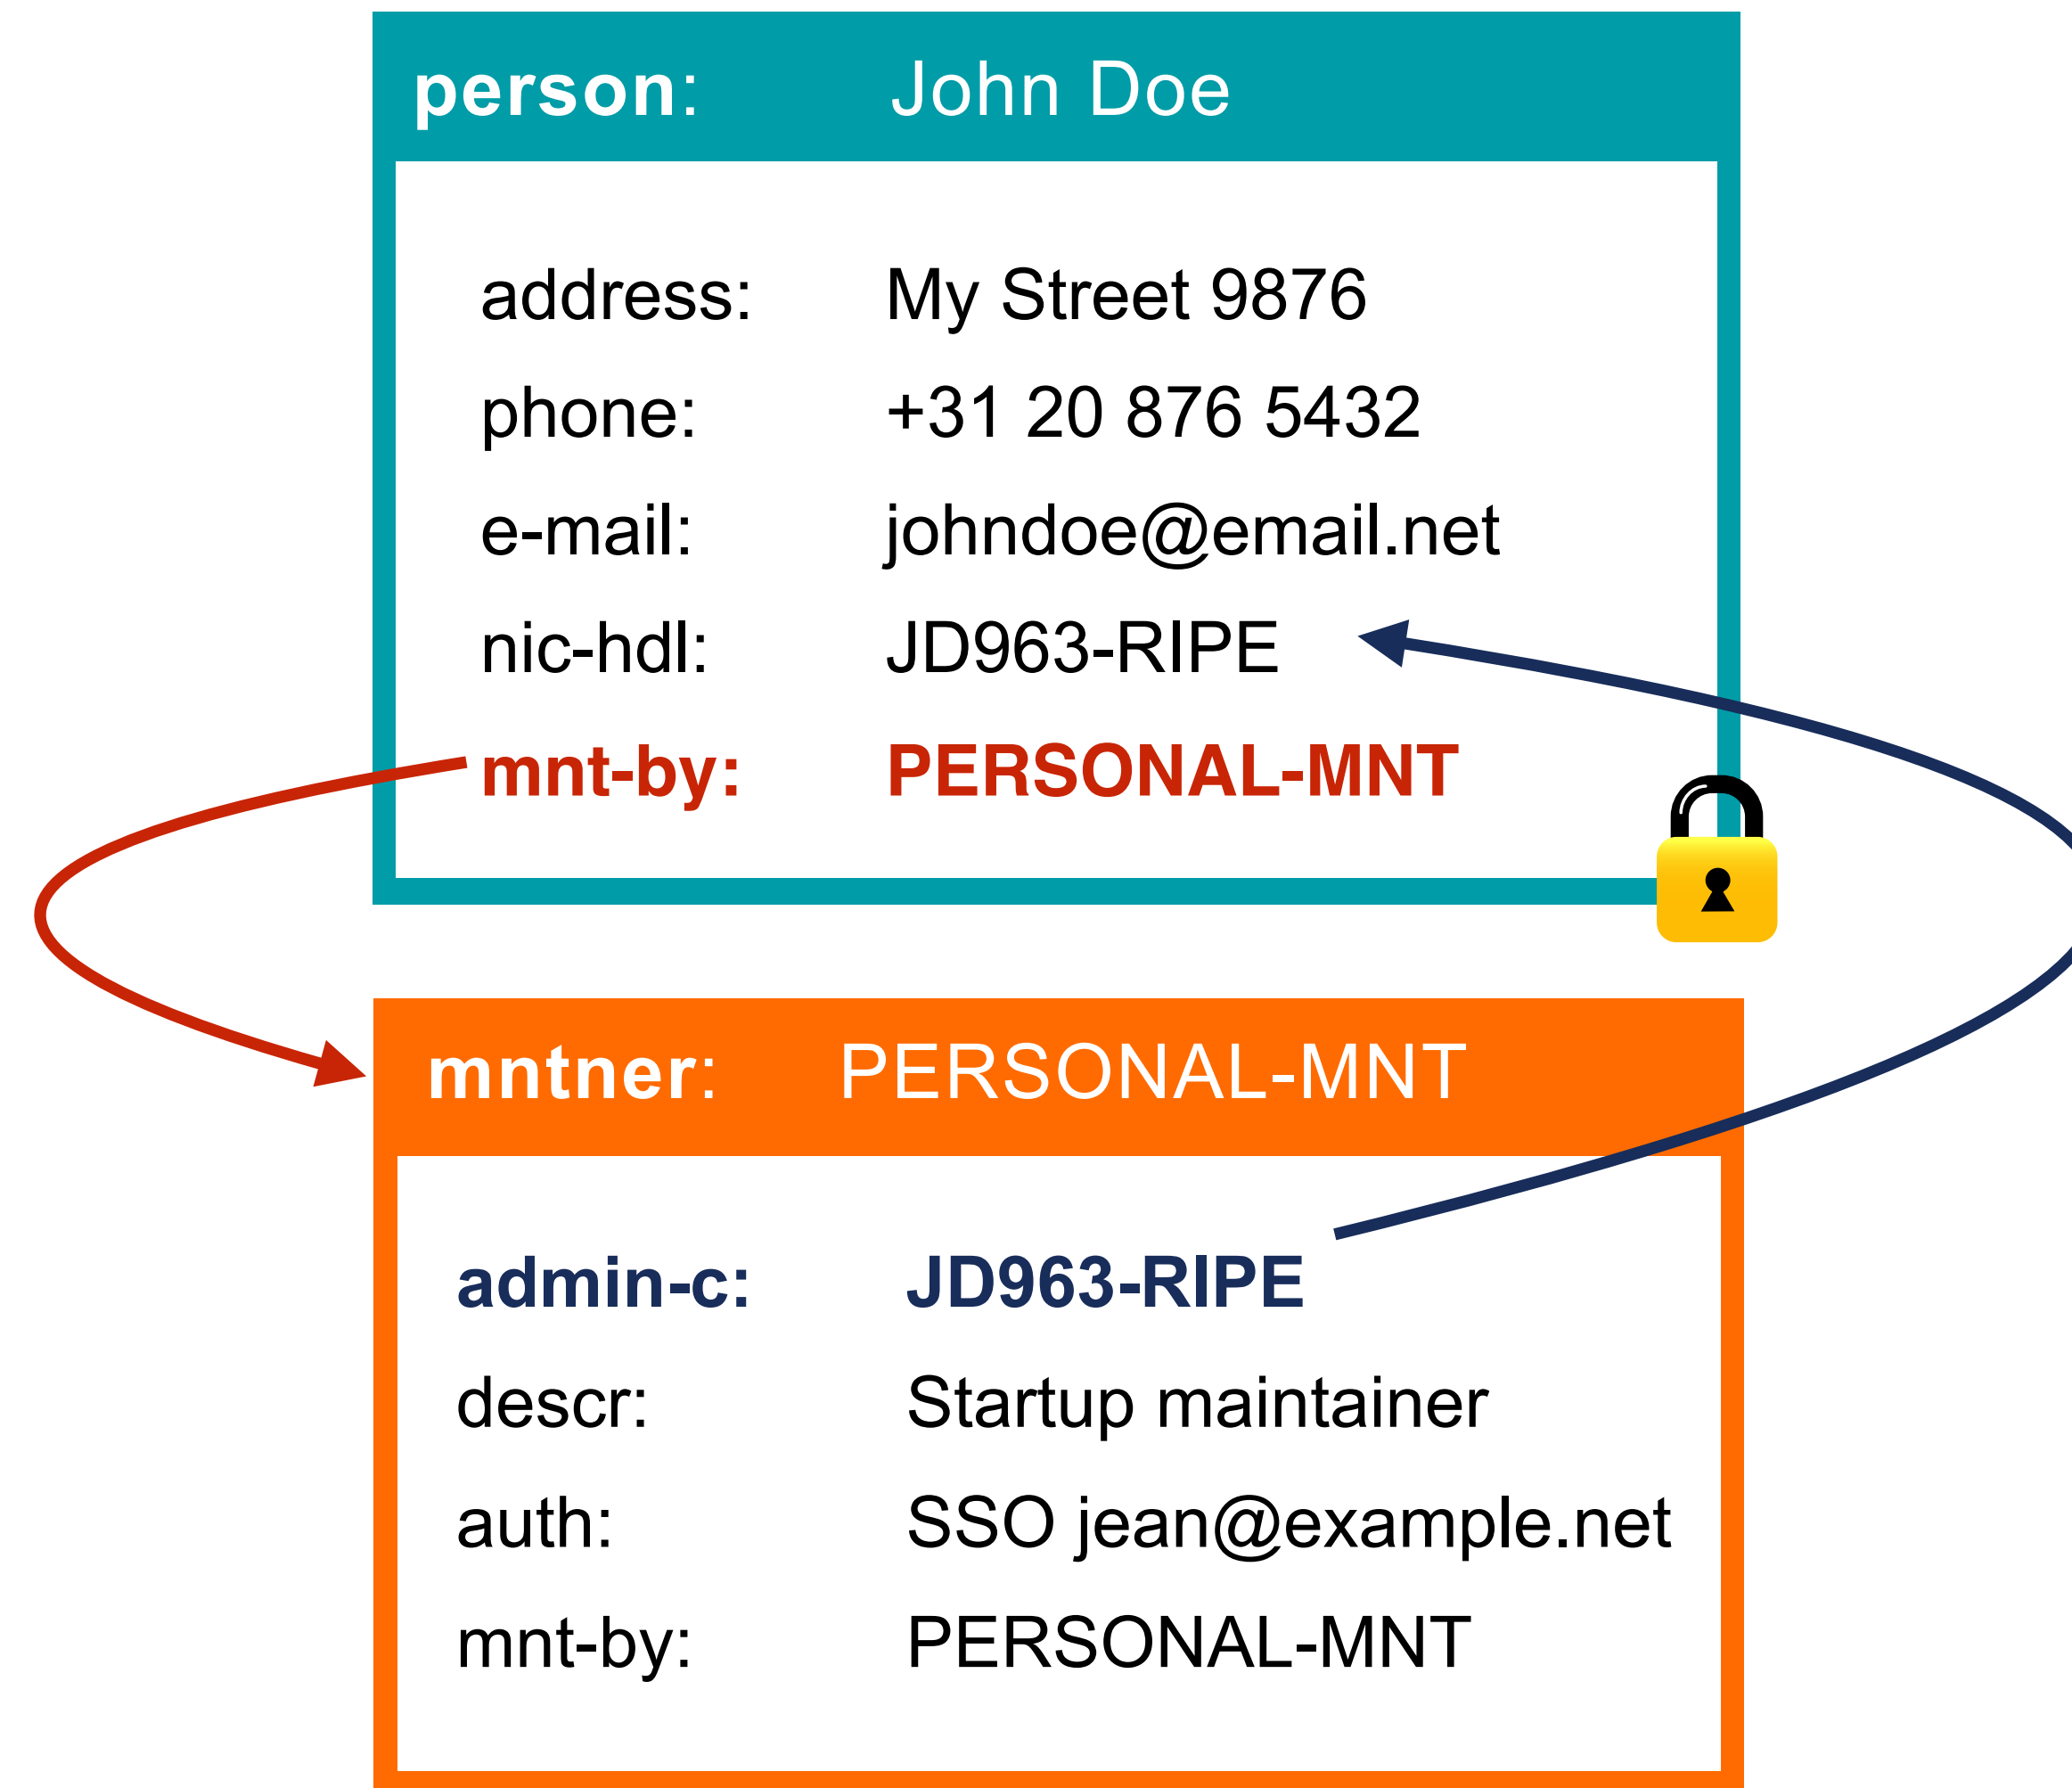 person: John Doe
address: My Street 9876
phone: +31 20 876 5432
e-mail: johndoe@email.net
nic-hdl: JD963-RIPE
mnt-by: PERSONAL-MNT
mntner: PERSONAL-MNT
admin-c: JD963-RIPE
descr: Startup maintainer
auth: SSO jean@example.net
mnt-by: PERSONAL-MNT